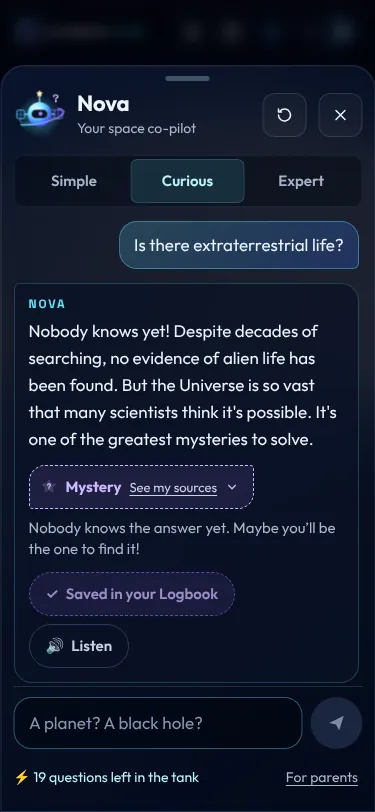 Nova
Your space co-pilot
Simple
Curious
Expert
Is there extraterrestrial life?
NOVA
Nobody knows yet! Despite decades of
searching, no evidence of alien life has
been found. But the Universe is so vast
that many scientists think it's possible. It's
one of the greatest mysteries to solve.
Mystery See my sources
Nobody knows the answer yet. Maybe you'll be
the one to find it!
✓ Saved in your Logbook
🔊 Listen
A planet? A black hole?
⚡ 19 questions left in the tank
For parents